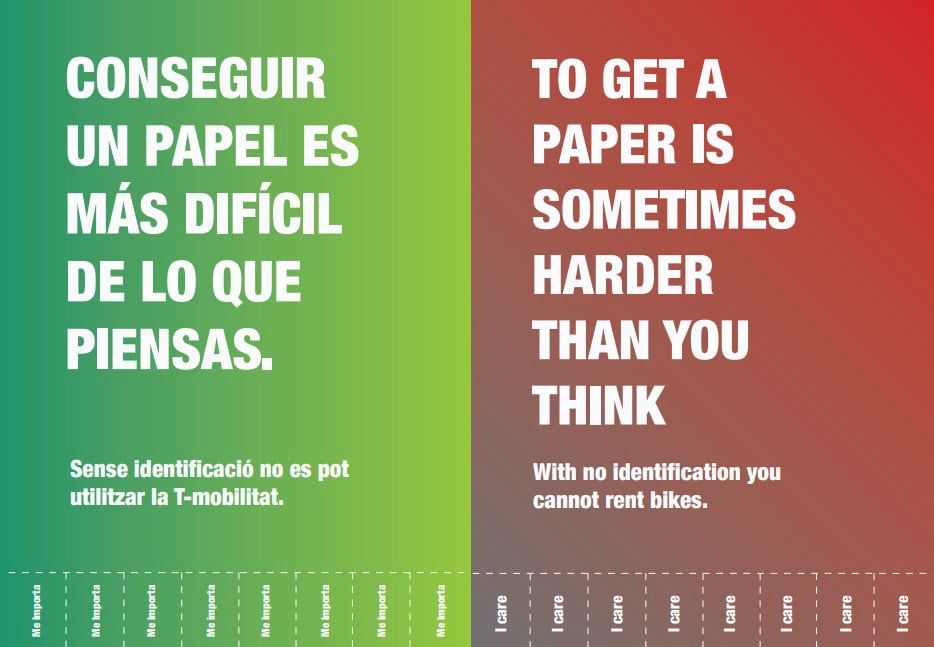 CONSEGUIR
UN PAPEL ES
MÁS DIFÍCIL
DE LO QUE
PIENSAS.
Sense identificació no es pot
utilitzar la T-mobilitat.
Me importa
Me importa
Me importa
Me importa
Me importa
Me importa
Me importa
Me importa
TO GET A
PAPER IS
SOMETIMES
HARDER
THAN YOU
THINK
With no identification you
cannot rent bikes.
I care
I care
I care
I care
I care
I care
I care
I care